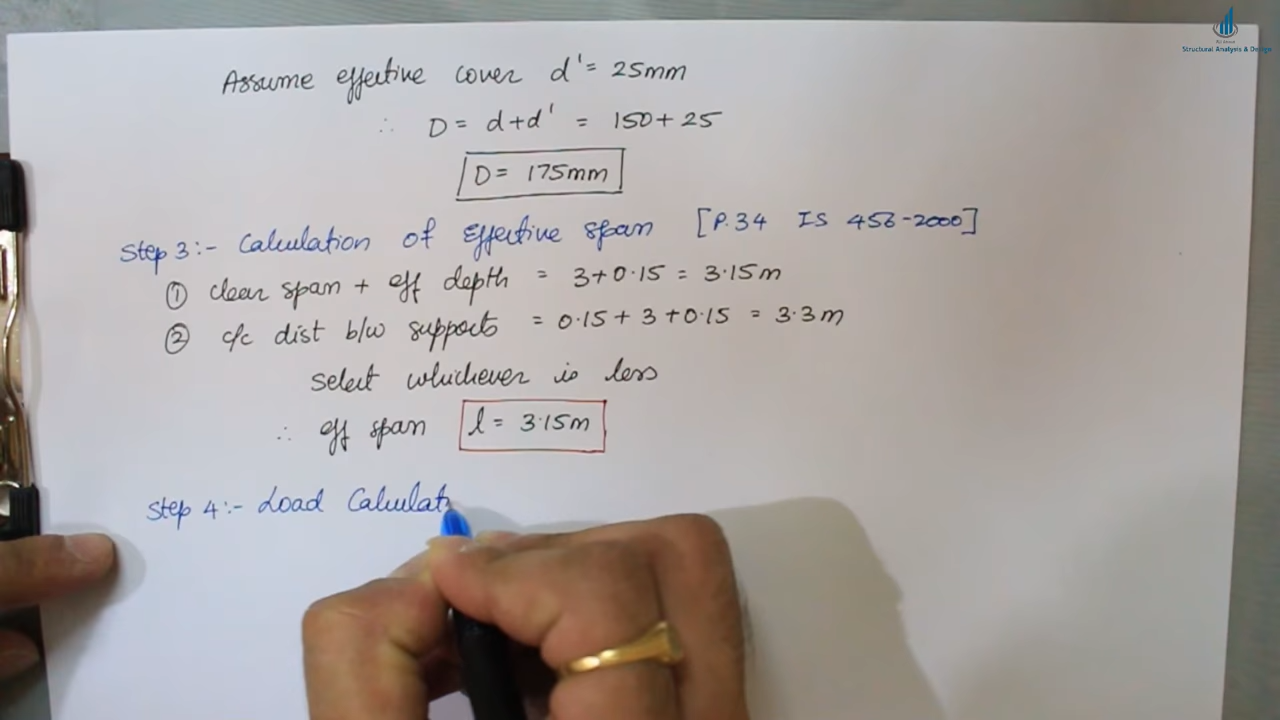 Assume effective cover d' = 25mm
∴ D = d+d' = 150+25
D = 175mm
Step 3:- Calculation of Effective Span [P.34 IS 456-2000]
① clear span + eff depth = 3+0.15 = 3.15m
② c/c dist b/w supports = 0.15+3+0.15 = 3.3m
Select whichever is less
∴ eff span l = 3.15m
Step 4:- Load Calculat
Structural Analysis & Design